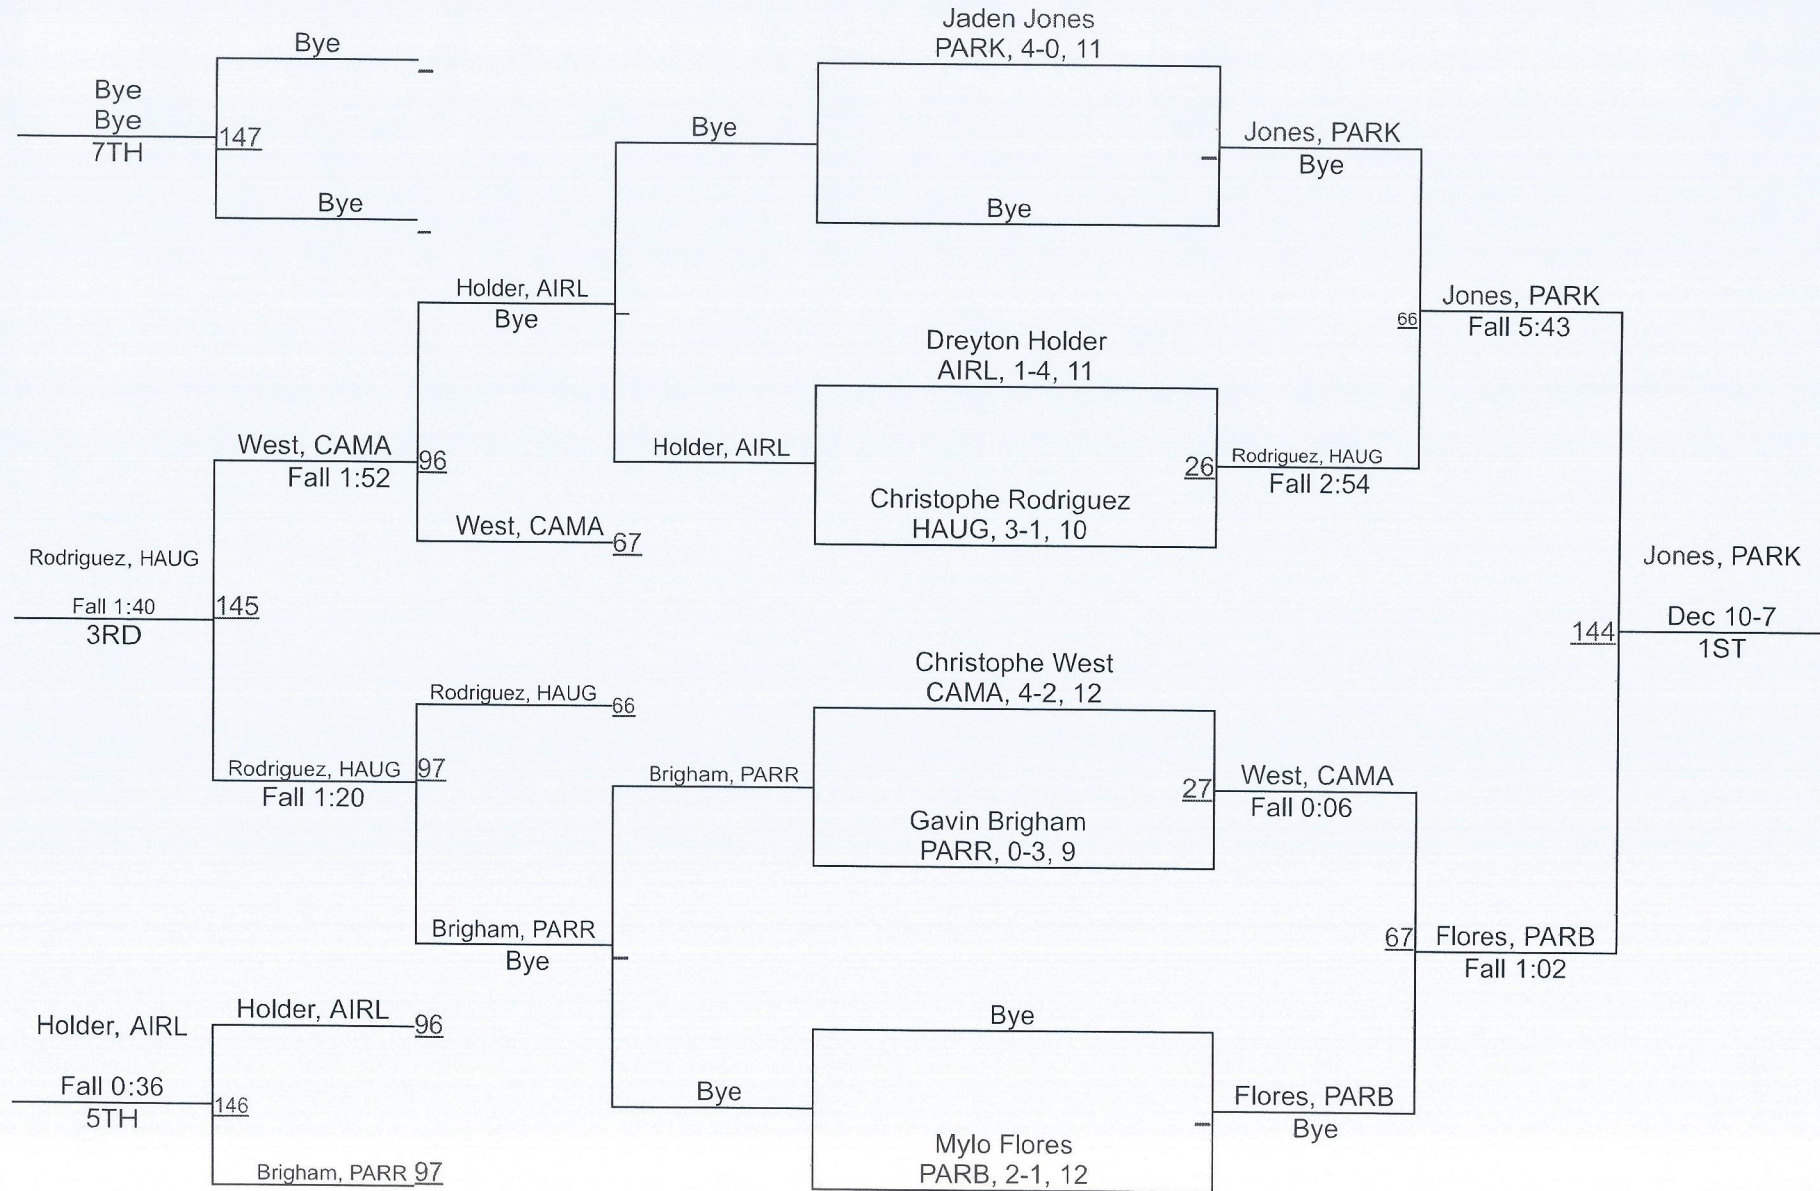 Jaden Jones
PARK, 4-0, 11
Bye
Bye
Bye
7TH
147
Bye
Bye
Jones, PARK
Bye
Bye
Holder, AIRL
Bye
Jones, PARK
Fall 5:43
66
Dreyton Holder
AIRL, 1-4, 11
West, CAMA
Fall 1:52
96
Holder, AIRL
26
Rodriguez, HAUG
Fall 2:54
Christophe Rodriguez
HAUG, 3-1, 10
West, CAMA
67
Rodriguez, HAUG
Fall 1:40
3RD
145
Jones, PARK
Dec 10-7
1ST
144
Christophe West
CAMA, 4-2, 12
Rodriguez, HAUG
66
Rodriguez, HAUG
Fall 1:20
97
Brigham, PARR
27
West, CAMA
Fall 0:06
Gavin Brigham
PARR, 0-3, 9
Brigham, PARR
Bye
67
Flores, PARB
Fall 1:02
Holder, AIRL
96
Holder, AIRL
Fall 0:36
5TH
146
Bye
Bye
Flores, PARB
Bye
Mylo Flores
PARB, 2-1, 12
Brigham, PARR
97